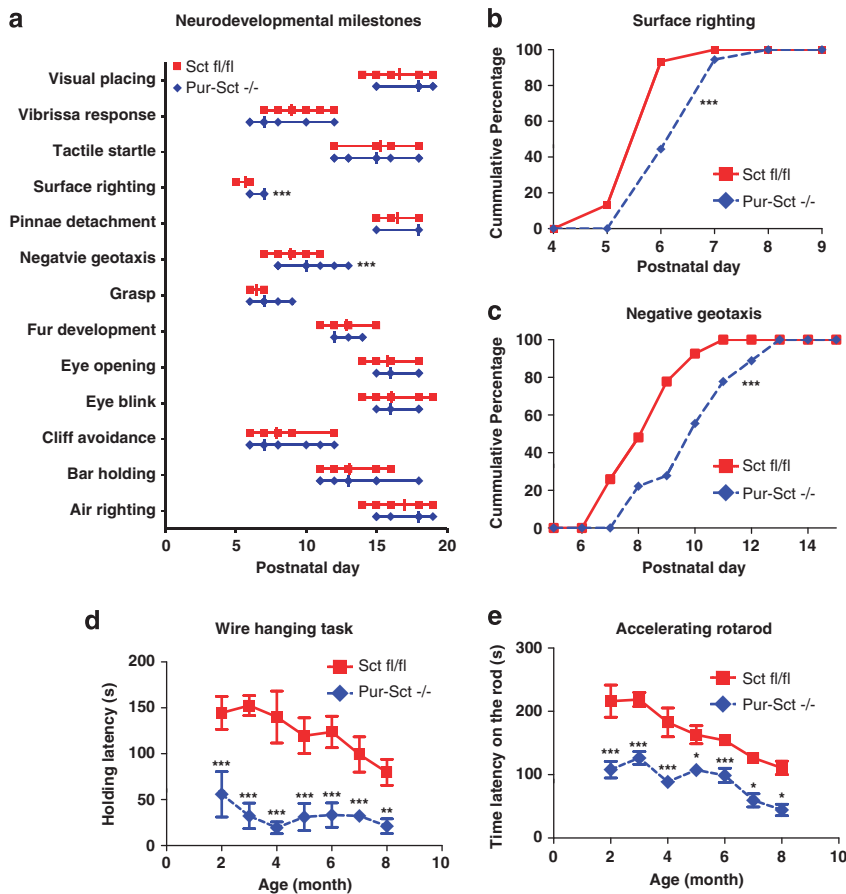 a
Neurodevelopmental milestones
Sct fl/fl
Pur-Sct -/-
Visual placing
Vibrissa response
Tactile startle
Surface righting
***
Pinnae detachment
Negatvie geotaxis
***
Grasp
Fur development
Eye opening
Eye blink
Cliff avoidance
Bar holding
Air righting
0 5 10 15 20
Postnatal day
b
Surface righting
Cummulative Percentage
100
80
60
40
20
0
***
Sct fl/fl
Pur-Sct -/-
4 5 6 7 8 9
Postnatal day
c
Negative geotaxis
Cummulative Percentage
100
80
60
40
20
0
***
Sct fl/fl
Pur-Sct -/-
6 8 10 12 14
Postnatal day
d
Wire hanging task
Holding latency (s)
200
150
100
50
0
Sct fl/fl
Pur-Sct -/-
*** *** *** *** *** *** **
0 2 4 6 8 10
Age (month)
e
Accelerating rotarod
Time latency on the rod (s)
300
200
100
0
Sct fl/fl
Pur-Sct -/-
*** *** *** * *** * *
0 2 4 6 8 10
Age (month)